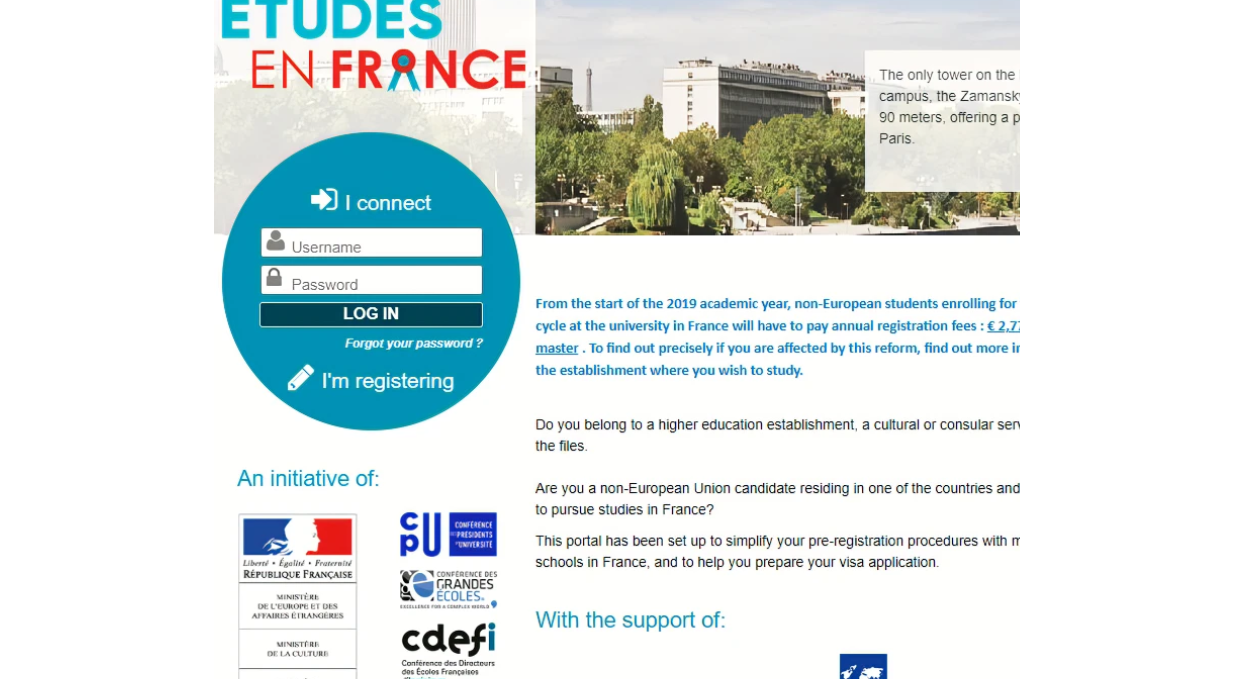 ETUDES
EN FRANCE
The only tower on the
campus, the Zamansky
90 meters, offering a p
Paris.
I connect
Username
Password
LOG IN
Forgot your password ?
I'm registering
From the start of the 2019 academic year, non-European students enrolling for
cycle at the university in France will have to pay annual registration fees : € 2,77
master . To find out precisely if you are affected by this reform, find out more in
the establishment where you wish to study.
Do you belong to a higher education establishment, a cultural or consular serv
the files.
Are you a non-European Union candidate residing in one of the countries and
to pursue studies in France?
This portal has been set up to simplify your pre-registration procedures with m
schools in France, and to help you prepare your visa application.
An initiative of:
Liberté • Égalité • Fraternité
RÉPUBLIQUE FRANÇAISE
MINISTÈRE
DE L'EUROPE ET DES
AFFAIRES ÉTRANGÈRES
MINISTÈRE
DE LA CULTURE
CPU
CONFÉRENCE
DES PRÉSIDENTS
D'UNIVERSITÉ
CONFÉRENCE DES
GRANDES
ÉCOLES
EXCELLENCE FOR A COMPLEX WORLD
cdefi
Conférence des Directeurs
des Écoles Françaises
With the support of: